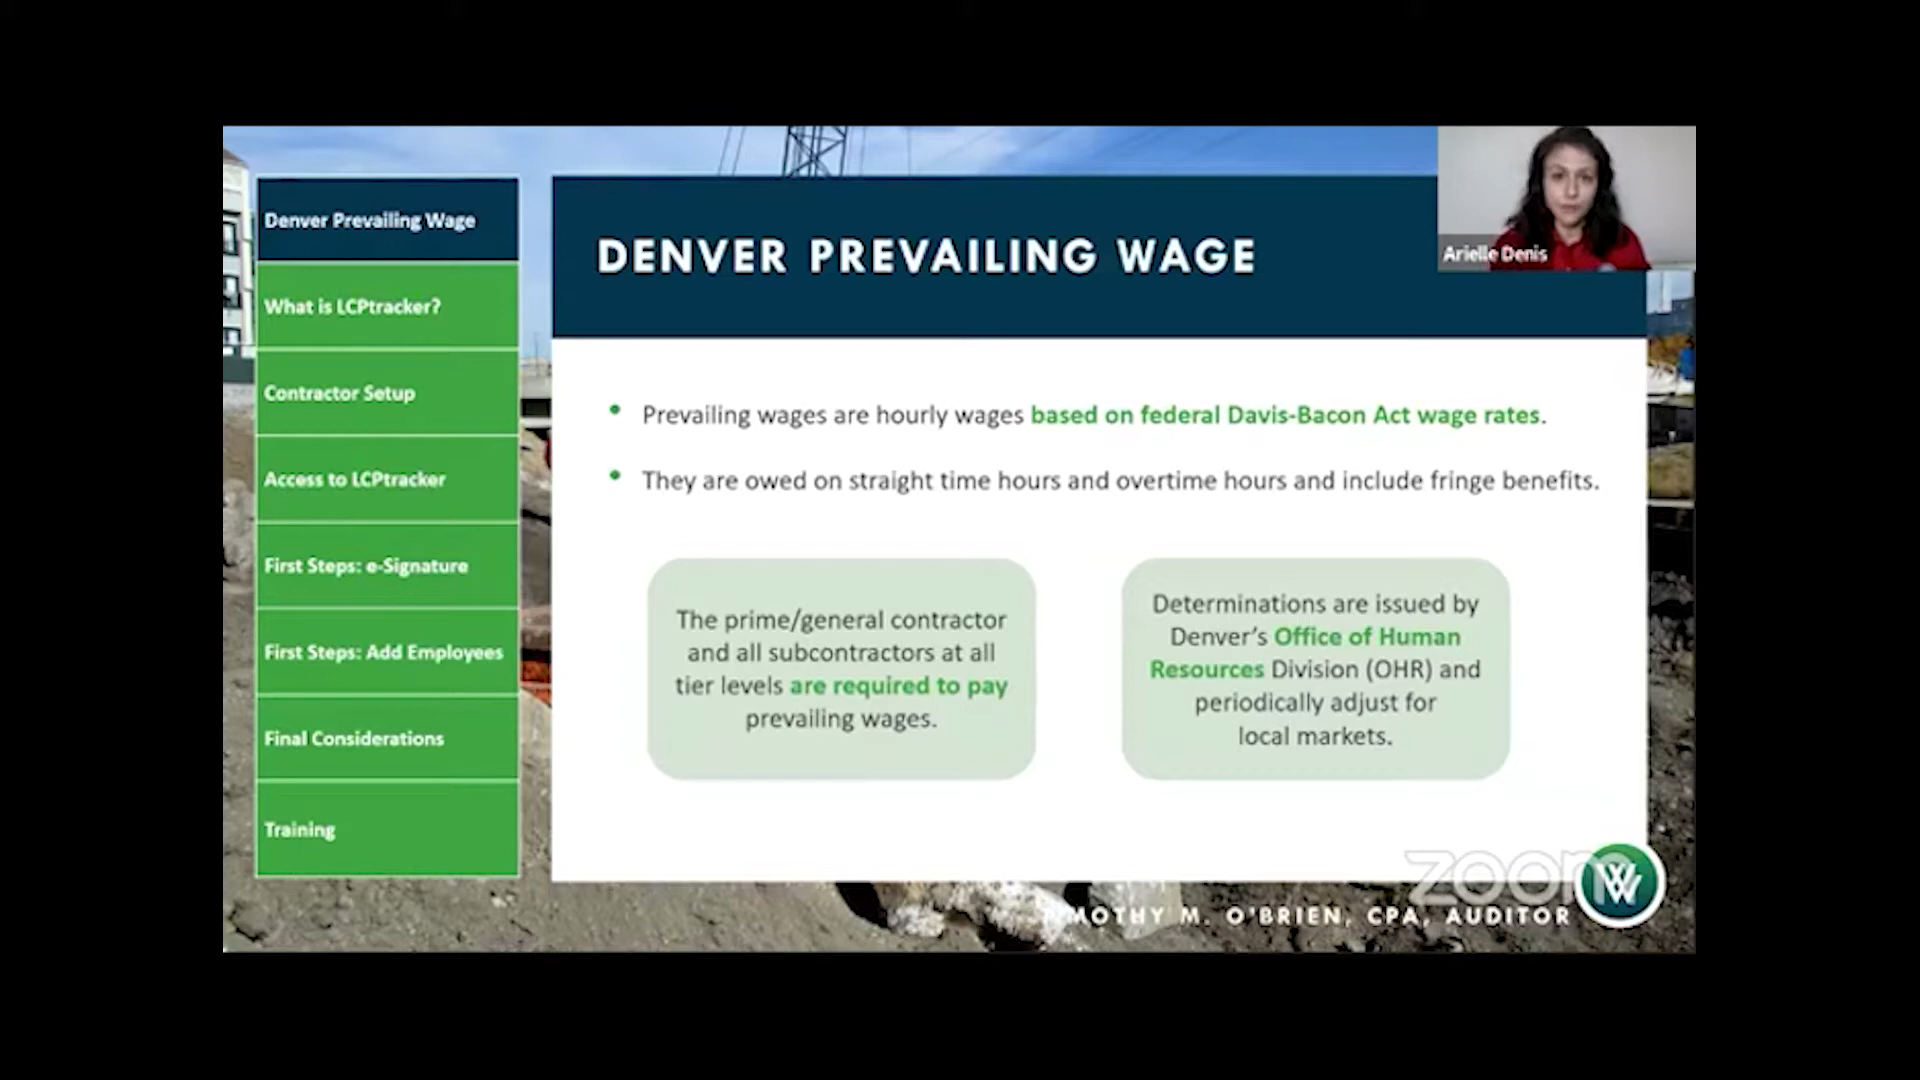 Denver Prevailing Wage
What is LCPtracker?
Contractor Setup
Access to LCPtracker
First Steps: e-Signature
First Steps: Add Employees
Final Considerations
Training
DENVER PREVAILING WAGE
Arielle Denis
• Prevailing wages are hourly wages based on federal Davis-Bacon Act wage rates.
• They are owed on straight time hours and overtime hours and include fringe benefits.
The prime/general contractor
and all subcontractors at all
tier levels are required to pay
prevailing wages.
Determinations are issued by
Denver's Office of Human
Resources Division (OHR) and
periodically adjust for
local markets.
zoom
M. O'BRIEN, CPA, AUDITOR
W